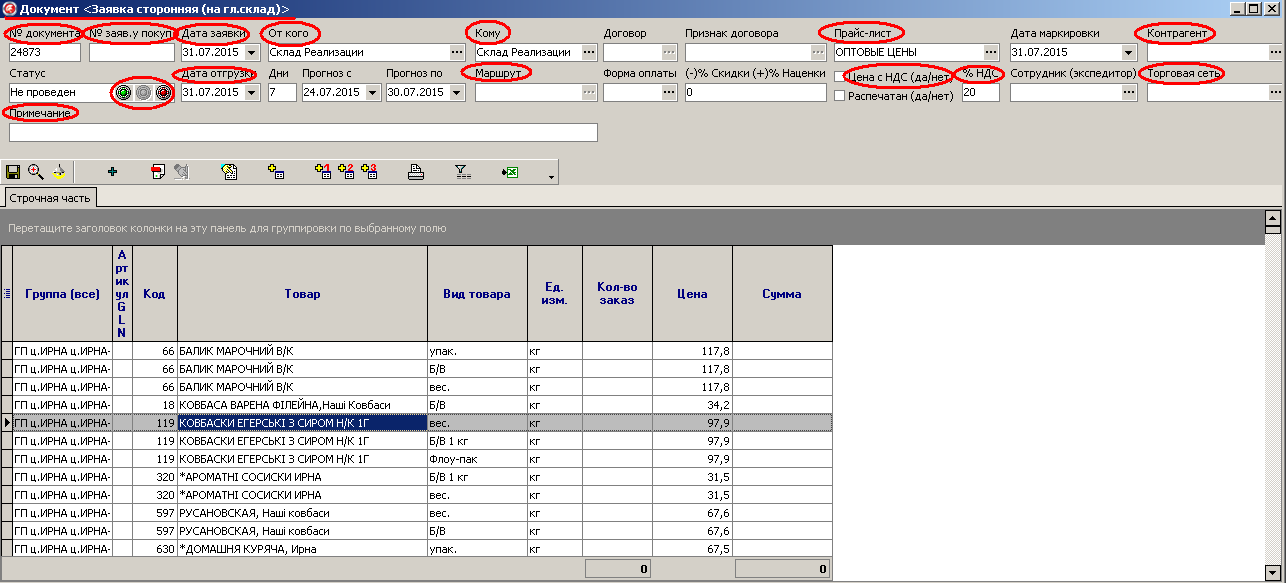 Документ <Заявка сторонняя (на гл.склад)>
№ документа № заяв.у покуп Дата заявки От кого Кому Договор Признак договора Прайс-лист Дата маркировки Контрагент
24873 31.07.2015 Склад Реализации Склад Реализации ОПТОВЫЕ ЦЕНЫ 31.07.2015
Статус Дата отгрузки Дни Прогноз с Прогноз по Маршрут Форма оплаты (-)% Скидки (+)% Наценки Цена с НДС (да/нет) % НДС Сотрудник (экспедитор) Торговая сеть
Не проведен 31.07.2015 7 24.07.2015 30.07.2015 0 Распечатан (да/нет) 20
Примечание
Строчная часть
Перетащите заголовок колонки на эту панель для группировки по выбранному полю
Группа (все) Артикул GLN Код Товар Вид товара Ед. изм. Кол-во заказ Цена Сумма
ГП ц.ИРНА ц.ИРНА- 66 БАЛИК МАРОЧНИЙ В/К упак. кг 117,8
ГП ц.ИРНА ц.ИРНА- 66 БАЛИК МАРОЧНИЙ В/К Б/В кг 117,8
ГП ц.ИРНА ц.ИРНА- 66 БАЛИК МАРОЧНИЙ В/К вес. кг 117,8
ГП ц.ИРНА ц.ИРНА- 18 КОВБАСА ВАРЕНА ФІЛЕЙНА,Наші Ковбаси Б/В кг 34,2
ГП ц.ИРНА ц.ИРНА- 119 КОВБАСКИ ЕГЕРСЬКІ З СИРОМ Н/К 1Г вес. кг 97,9
ГП ц.ИРНА ц.ИРНА- 119 КОВБАСКИ ЕГЕРСЬКІ З СИРОМ Н/К 1Г Б/В 1 кг кг 97,9
ГП ц.ИРНА ц.ИРНА- 119 КОВБАСКИ ЕГЕРСЬКІ З СИРОМ Н/К 1Г Флоу-пак кг 97,9
ГП ц.ИРНА ц.ИРНА- 320 *АРОМАТНІ СОСИСКИ ИРНА Б/В 1 кг кг 31,5
ГП ц.ИРНА ц.ИРНА- 320 *АРОМАТНІ СОСИСКИ ИРНА вес. кг 31,5
ГП ц.ИРНА ц.ИРНА- 597 РУСАНОВСКАЯ, Наші ковбаси вес. кг 67,6
ГП ц.ИРНА ц.ИРНА- 597 РУСАНОВСКАЯ, Наші ковбаси Б/В кг 67,6
ГП ц.ИРНА ц.ИРНА- 630 *ДОМАШНЯ КУРЯЧА, Ирна упак. кг 67,5
0 0